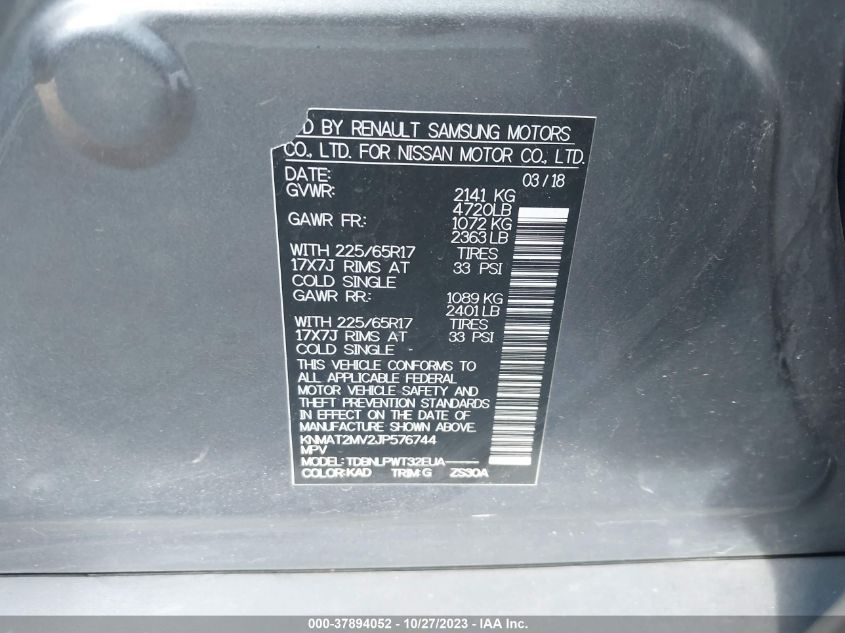 D BY RENAULT SAMSUNG MOTORS
CO., LTD. FOR NISSAN MOTOR CO., LTD.
DATE: 03/18
GVWR: 2141 KG
4720LB
GAWR FR: 1072 KG
2363 LB
WITH 225/65R17 TIRES
17X7J RIMS AT 33 PSI
COLD SINGLE
GAWR RR: 1089 KG
2401 LB
WITH 225/65R17 TIRES
17X7J RIMS AT 33 PSI
COLD SINGLE -
THIS VEHICLE CONFORMS TO
ALL APPLICABLE FEDERAL
MOTOR VEHICLE SAFETY AND
THEFT PREVENTION STANDARDS
IN EFFECT ON THE DATE OF
MANUFACTURE SHOWN ABOVE.
KNMAT2MV2JP576744
MPV
MODEL: TDBNLPWT32EUA-----
COLOR:KAD TRIM:G ZS30A
000-37894052 - 10/27/2023 - Copyright © IAA, LLC